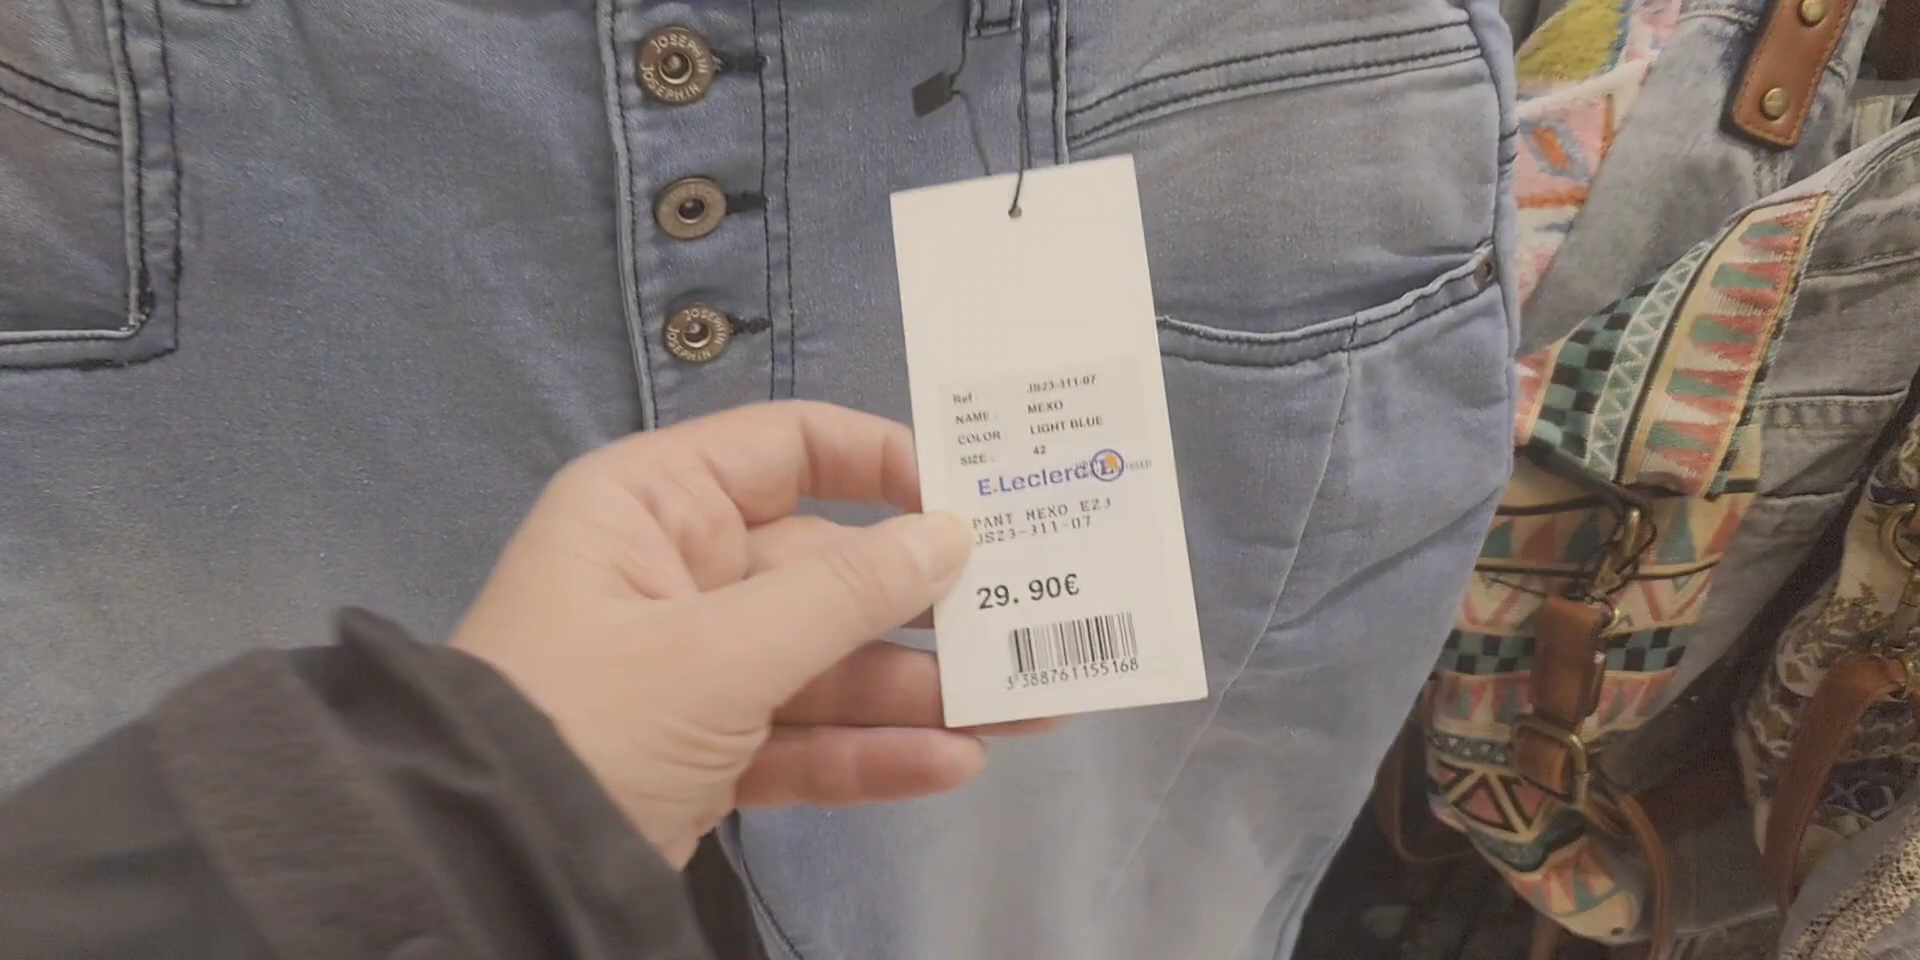 JOSEPHIN
JOSEPHIN
JOSEPHIN
JOSEPHIN
Ref : JS23-311-07
NAME : MEXO
COLOR LIGHT BLUE
SIZE : 42
E.Leclerc L
PANT MEXO E23
JS23-311-07
29.90€
3 388761155168